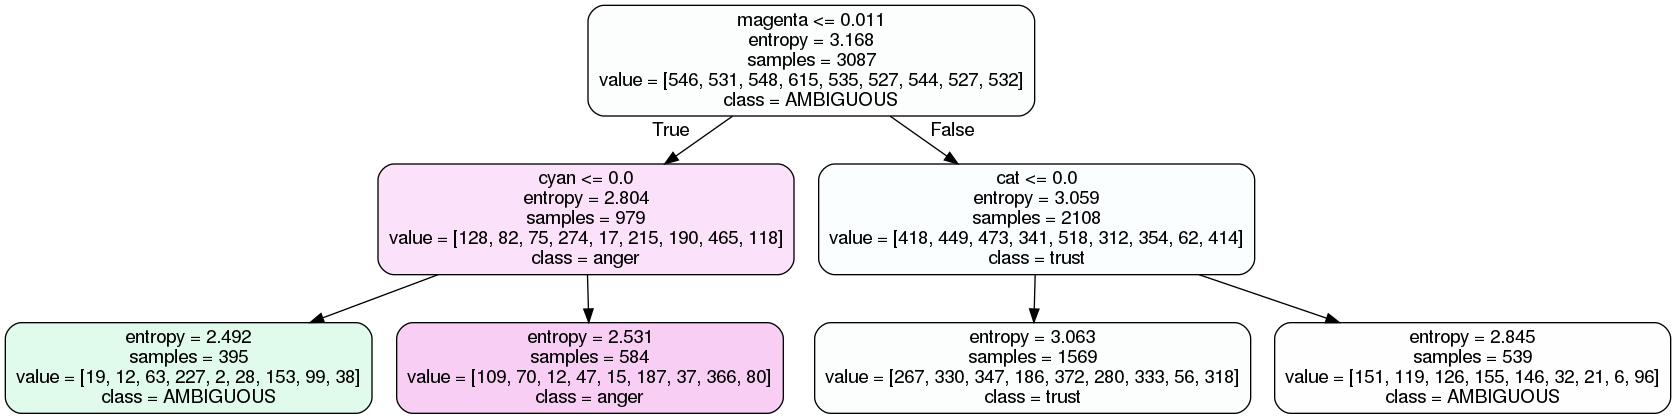 magenta <= 0.011
entropy = 3.168
samples = 3087
value = [546, 531, 548, 615, 535, 527, 544, 527, 532]
class = AMBIGUOUS
True
False
cyan <= 0.0
entropy = 2.804
samples = 979
value = [128, 82, 75, 274, 17, 215, 190, 465, 118]
class = anger
cat <= 0.0
entropy = 3.059
samples = 2108
value = [418, 449, 473, 341, 518, 312, 354, 62, 414]
class = trust
entropy = 2.492
samples = 395
value = [19, 12, 63, 227, 2, 28, 153, 99, 38]
class = AMBIGUOUS
entropy = 2.531
samples = 584
value = [109, 70, 12, 47, 15, 187, 37, 366, 80]
class = anger
entropy = 3.063
samples = 1569
value = [267, 330, 347, 186, 372, 280, 333, 56, 318]
class = trust
entropy = 2.845
samples = 539
value = [151, 119, 126, 155, 146, 32, 21, 6, 96]
class = AMBIGUOUS